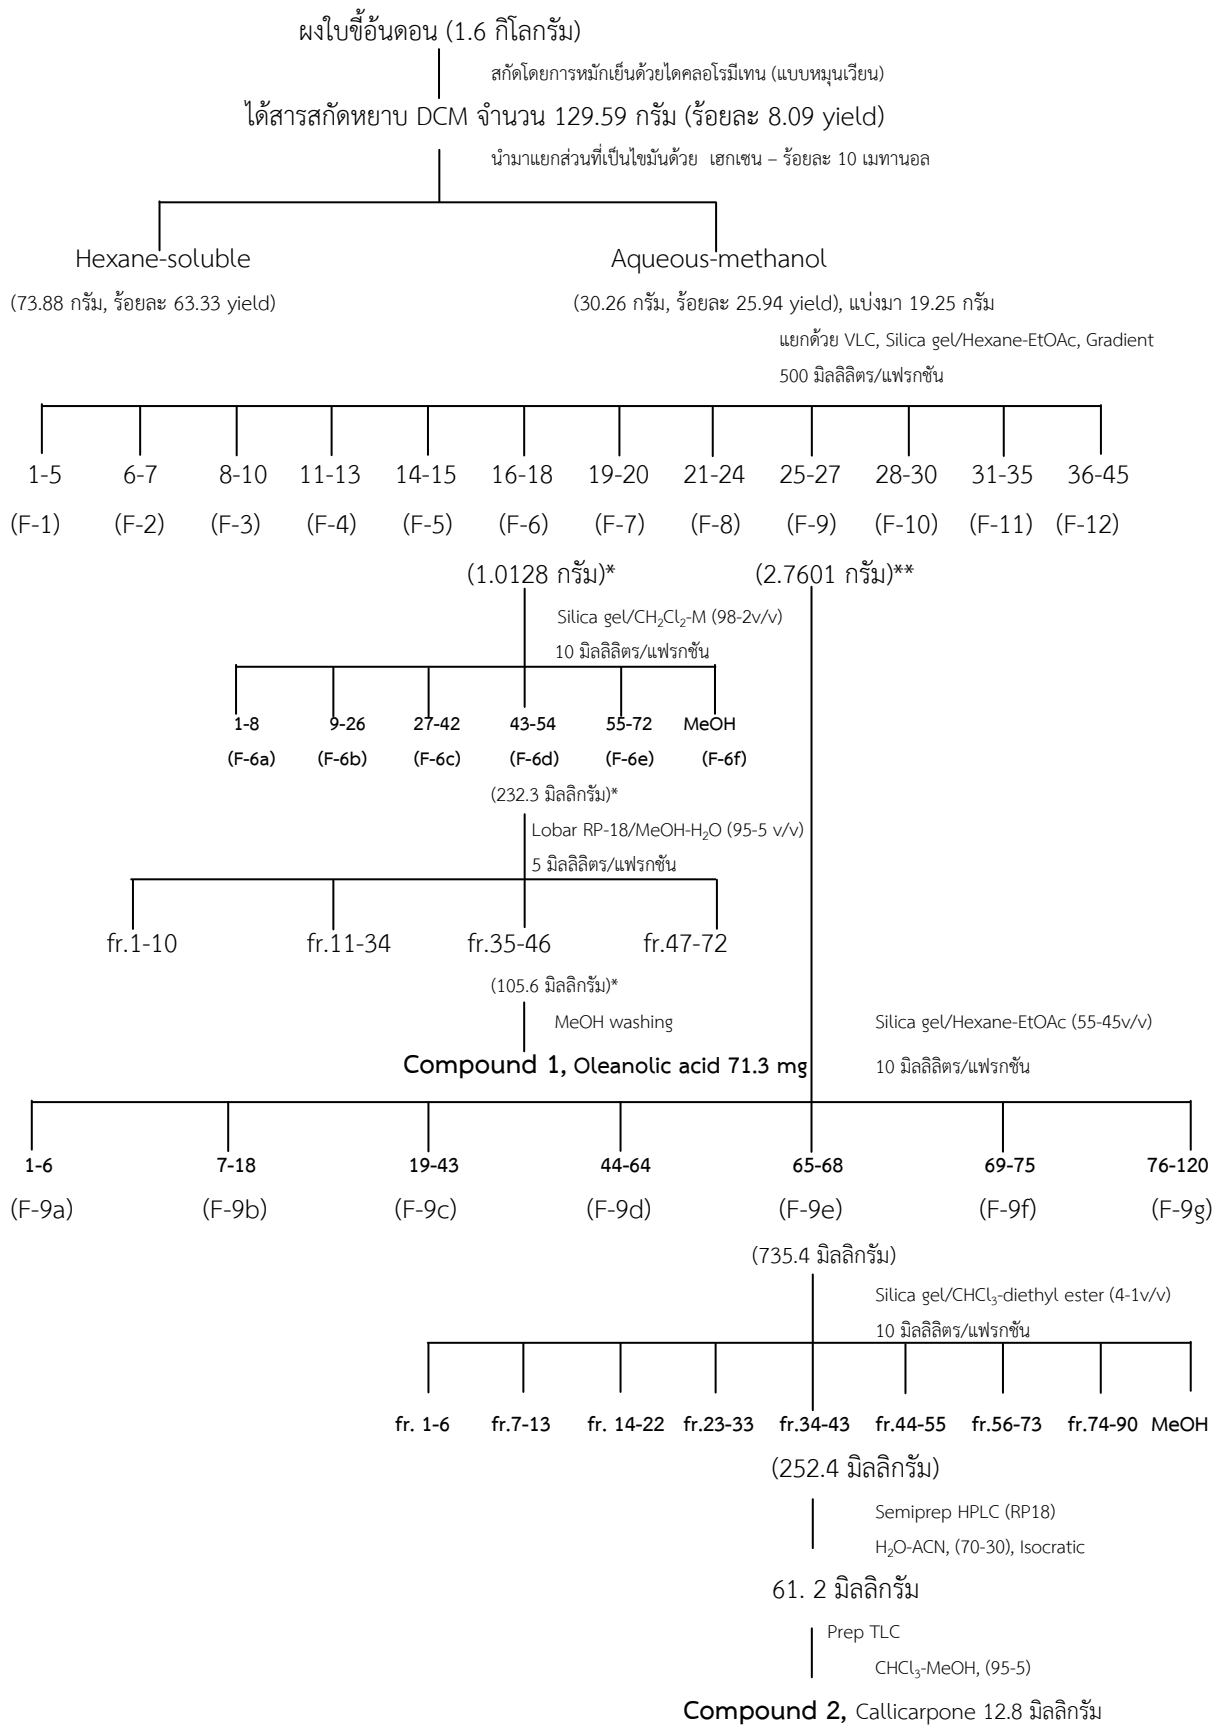 ผงใบขี้อ้นดอน (1.6 กิโลกรัม)
สกัดโดยการหมักเย็นด้วยไดคลอโรมีเทน (แบบหมุนเวียน)
ได้สารสกัดหยาบ DCM จำนวน 129.59 กรัม (ร้อยละ 8.09 yield)
นำมาแยกส่วนที่เป็นไขมันด้วย เฮกเซน – ร้อยละ 10 เมทานอล
Hexane-soluble Aqueous-methanol
(73.88 กรัม, ร้อยละ 63.33 yield) (30.26 กรัม, ร้อยละ 25.94 yield), แบ่งมา 19.25 กรัม
แยกด้วย VLC, Silica gel/Hexane-EtOAc, Gradient
500 มิลลิลิตร/แฟรกชัน
1-5 6-7 8-10 11-13 14-15 16-18 19-20 21-24 25-27 28-30 31-35 36-45
(F-1) (F-2) (F-3) (F-4) (F-5) (F-6) (F-7) (F-8) (F-9) (F-10) (F-11) (F-12)
(1.0128 กรัม)* (2.7601 กรัม)**
Silica gel/CH₂Cl₂-M (98-2v/v)
10 มิลลิลิตร/แฟรกชัน
1-8 9-26 27-42 43-54 55-72 MeOH
(F-6a) (F-6b) (F-6c) (F-6d) (F-6e) (F-6f)
(232.3 มิลลิกรัม)*
Lobar RP-18/MeOH-H₂O (95-5 v/v)
5 มิลลิลิตร/แฟรกชัน
fr.1-10 fr.11-34 fr.35-46 fr.47-72
(105.6 มิลลิกรัม)*
MeOH washing Silica gel/Hexane-EtOAc (55-45v/v)
Compound 1, Oleanolic acid 71.3 mg 10 มิลลิลิตร/แฟรกชัน
1-6 7-18 19-43 44-64 65-68 69-75 76-120
(F-9a) (F-9b) (F-9c) (F-9d) (F-9e) (F-9f) (F-9g)
(735.4 มิลลิกรัม)
Silica gel/CHCl₃-diethyl ester (4-1v/v)
10 มิลลิลิตร/แฟรกชัน
fr. 1-6 fr.7-13 fr. 14-22 fr.23-33 fr.34-43 fr.44-55 fr.56-73 fr.74-90 MeOH
(252.4 มิลลิกรัม)
Semiprep HPLC (RP18)
H₂O-ACN, (70-30), Isocratic
61. 2 มิลลิกรัม
Prep TLC
CHCl₃-MeOH, (95-5)
Compound 2, Callicarpone 12.8 มิลลิกรัม